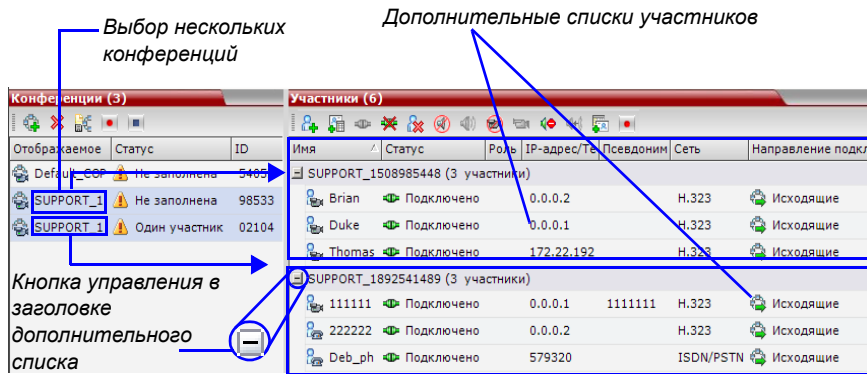 Выбор нескольких
конференций
Дополнительные списки участников
Конференции (3)
Участники (6)
Отображаемое Статус ID
Имя Статус Роль IP-адрес/Те Псевдоним Сеть Направление подкл
Default_COP Не заполнена
SUPPORT_1 Не заполнена 98533
SUPPORT_1 Один участник 02104
SUPPORT_1508985448 (3 участники)
Brian Подключено 0.0.0.2 H.323 Исходящие
Duke Подключено 0.0.0.1 H.323 Исходящие
Thomas Подключено 172.22.192 H.323 Исходящие
SUPPORT_1892541489 (3 участники)
111111 Подключено 0.0.0.1 1111111 H.323 Исходящие
222222 Подключено 0.0.0.2 H.323 Исходящие
Deb_ph Подключено 579320 ISDN/PSTN Исходящие
Кнопка управления в
заголовке
дополнительного
списка